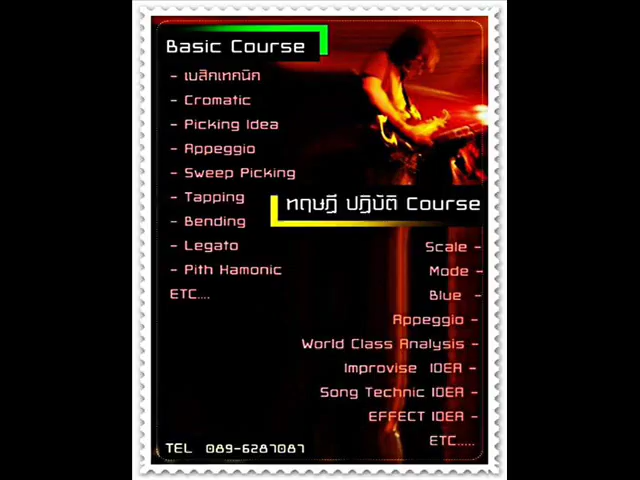 Basic Course
- เบสิคเทคนิค
- Cromatic
- Picking Idea
- Appeggio
- Sweep Picking
- Tapping
- Bending
- Legato
- Pith Hamonic
ETC....
ทฤษฎี ปฎิบัติ Course
Scale -
Mode -
Blue -
Appeggio -
World Class Analysis -
Improvise IDEA -
Song Technic IDEA -
EFFECT IDEA -
ETC.....
TEL 089-6287087